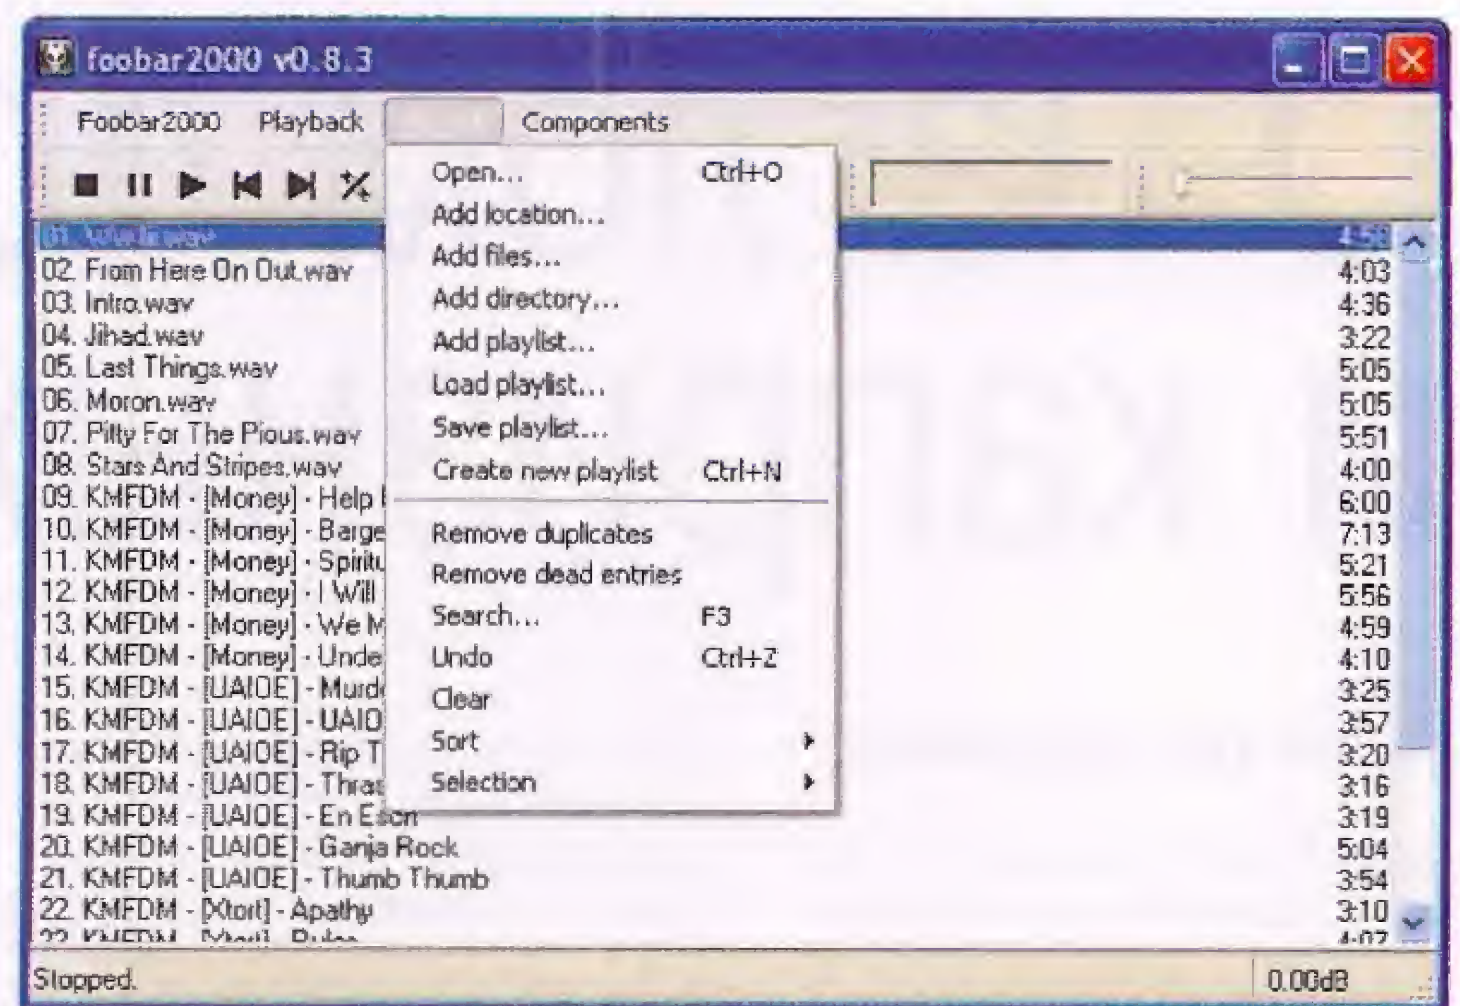 foobar2000 v0.8.3
Foobar2000 Playback Components
Open... Ctrl+O
Add location...
Add files...
Add directory...
Add playlist...
Load playlist...
Save playlist...
Create new playlist Ctrl+N
Remove duplicates
Remove dead entries
Search... F3
Undo Ctrl+Z
Clear
Sort
Selection
01. 4:58
02. From Here On Out.wav 4:03
03. Intro.wav 4:36
04. Jihad.wav 3:22
05. Last Things.wav 5:05
06. Moron.wav 5:05
07. Pitty For The Pious.wav 5:51
08. Stars And Stripes.wav 4:00
09. KMFDM - [Money] - Help 6:00
10. KMFDM - [Money] - Barge 7:13
11. KMFDM - [Money] - Spiritu 5:21
12. KMFDM - [Money] - I Will 5:56
13. KMFDM - [Money] - We M 4:59
14. KMFDM - [Money] - Unde 4:10
15. KMFDM - [UAIOE] - Murde 3:25
16. KMFDM - [UAIOE] - UAIO 3:57
17. KMFDM - [UAIOE] - Rip T 3:20
18. KMFDM - [UAIOE] - Thras 3:16
19. KMFDM - [UAIOE] - En Esch 3:19
20. KMFDM - [UAIOE] - Ganja Rock 5:04
21. KMFDM - [UAIOE] - Thumb Thumb 3:54
22. KMFDM - [Xtort] - Apathy 3:10
Stopped. 0.00dB